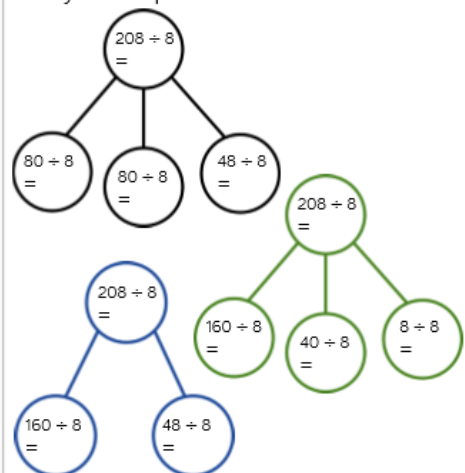 208 ÷ 8
=
80 ÷ 8
=
80 ÷ 8
=
48 ÷ 8
=
208 ÷ 8
=
160 ÷ 8
=
40 ÷ 8
=
8 ÷ 8
=
208 ÷ 8
=
160 ÷ 8
=
48 ÷ 8
=